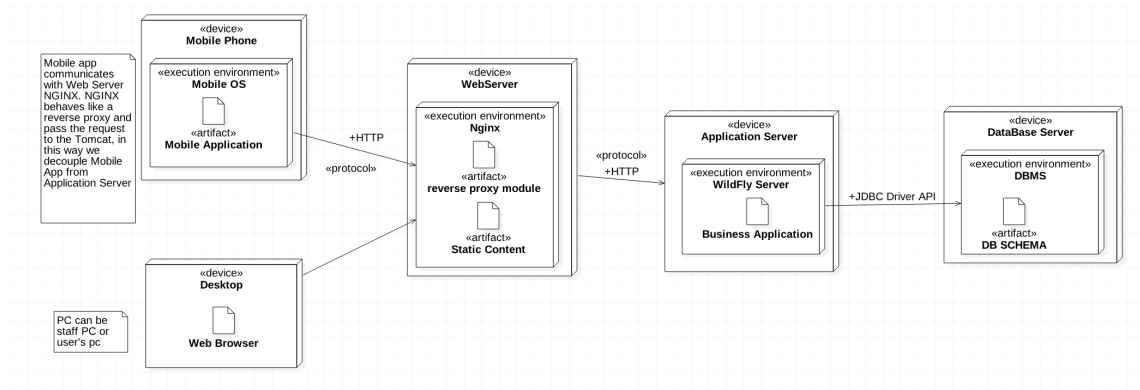 Mobile app
communicates
with Web Server
NGINX. NGINX
behaves like a
reverse proxy and
pass the request
to the Tomcat, in
this way we
decouple Mobile
App from
Application Server
«device»
Mobile Phone
«execution environment»
Mobile OS
«artifact»
Mobile Application
+HTTP
«protocol»
PC can be
staff PC or
user's pc
«device»
Desktop
Web Browser
«device»
WebServer
«execution environment»
Nginx
«artifact»
reverse proxy module
«artifact»
Static Content
«protocol»
+HTTP
«device»
Application Server
«execution environment»
WildFly Server
Business Application
+JDBC Driver API
«device»
DataBase Server
«execution environment»
DBMS
«artifact»
DB SCHEMA